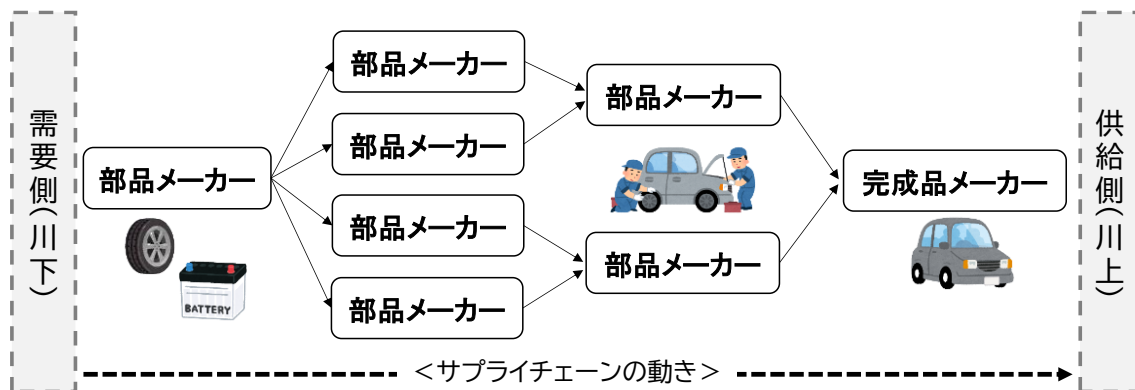 需要側(川下)
部品メーカー
BATTERY
部品メーカー
部品メーカー
部品メーカー
部品メーカー
部品メーカー
部品メーカー
完成品メーカー
供給側(川上)
<サプライチェーンの動き>